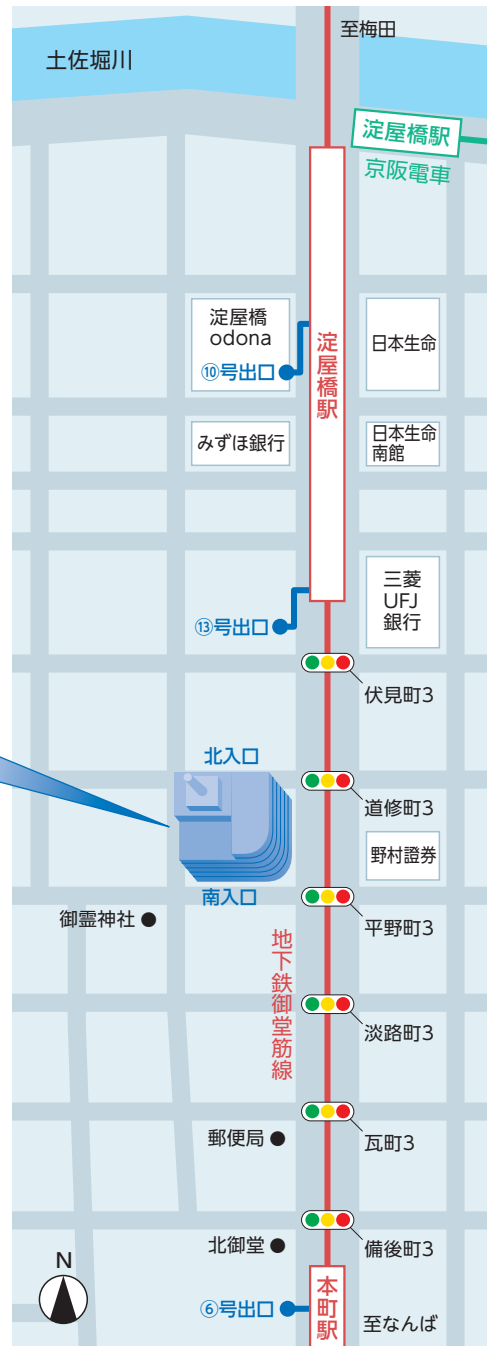 至梅田
土佐堀川
淀屋橋駅
京阪電車
淀屋橋
odona
⑩号出口
淀屋橋駅
日本生命
みずほ銀行
日本生命
南館
三菱
UFJ
銀行
⑬号出口
伏見町3
北入口
道修町3
野村證券
南入口
御霊神社
平野町3
地下鉄御堂筋線
淡路町3
郵便局
瓦町3
北御堂
備後町3
N
本町駅
⑥号出口
至なんば